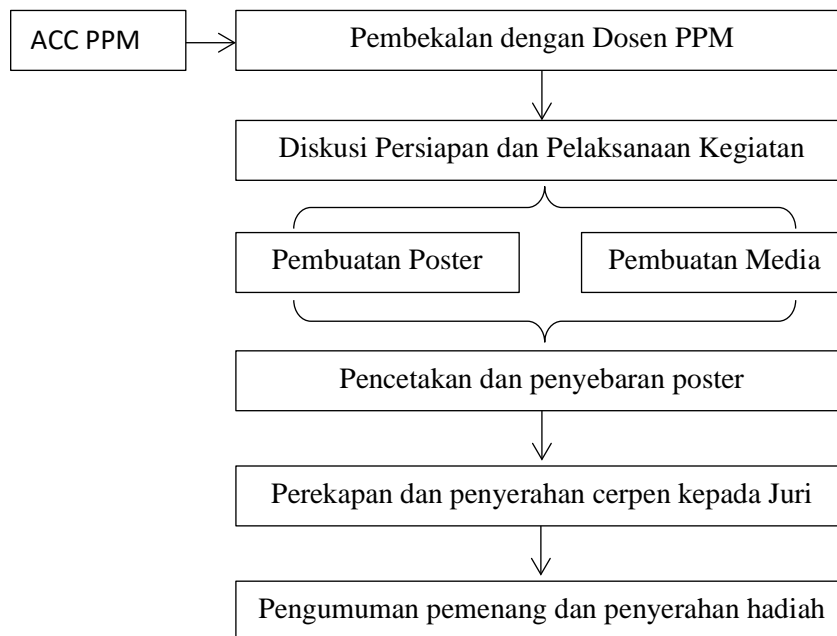 ACC PPM
Pembekalan dengan Dosen PPM
Diskusi Persiapan dan Pelaksanaan Kegiatan
Pembuatan Poster
Pembuatan Media
Pencetakan dan penyebaran poster
Perekapan dan penyerahan cerpen kepada Juri
Pengumuman pemenang dan penyerahan hadiah